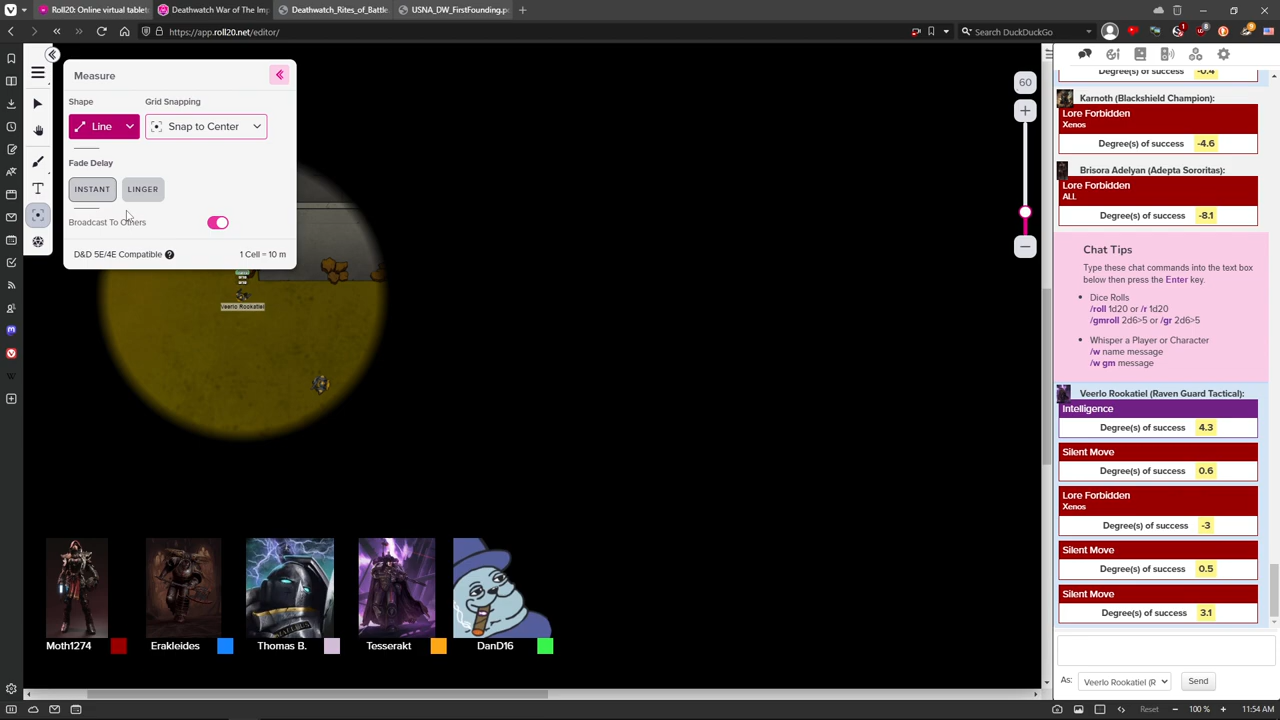 Roll20: Online virtual tablet
Deathwatch War of The Imp
Deathwatch_Rites_of_Battle
USNA_DW_FirstFounding.p
https://app.roll20.net/editor/
Search DuckDuckGo
Measure
Shape
Grid Snapping
Line
Snap to Center
Fade Delay
INSTANT
LINGER
Broadcast To Others
D&D 5E/4E Compatible
1 Cell = 10 m
60
Veerlo Rookatiel
Moth1274
Erakleides
Thomas B.
Tesserakt
DanD16
Degree(s) of success -0.4
Karnoth (Blackshield Champion):
Lore Forbidden
Xenos
Degree(s) of success -4.6
Brisora Adelyan (Adepta Sororitas):
Lore Forbidden
ALL
Degree(s) of success -8.1
Chat Tips
Type these chat commands into the text box
below then press the Enter key.
Dice Rolls
/roll 1d20 or /r 1d20
/gmroll 2d6>5 or /gr 2d6>5
Whisper a Player or Character
/w name message
/w gm message
Veerlo Rookatiel (Raven Guard Tactical):
Intelligence
Degree(s) of success 4.3
Silent Move
Degree(s) of success 0.6
Lore Forbidden
Xenos
Degree(s) of success -3
Silent Move
Degree(s) of success 0.5
Silent Move
Degree(s) of success 3.1
As: Veerlo Rookatiel (R
Send
Reset
100 %
11:54 AM